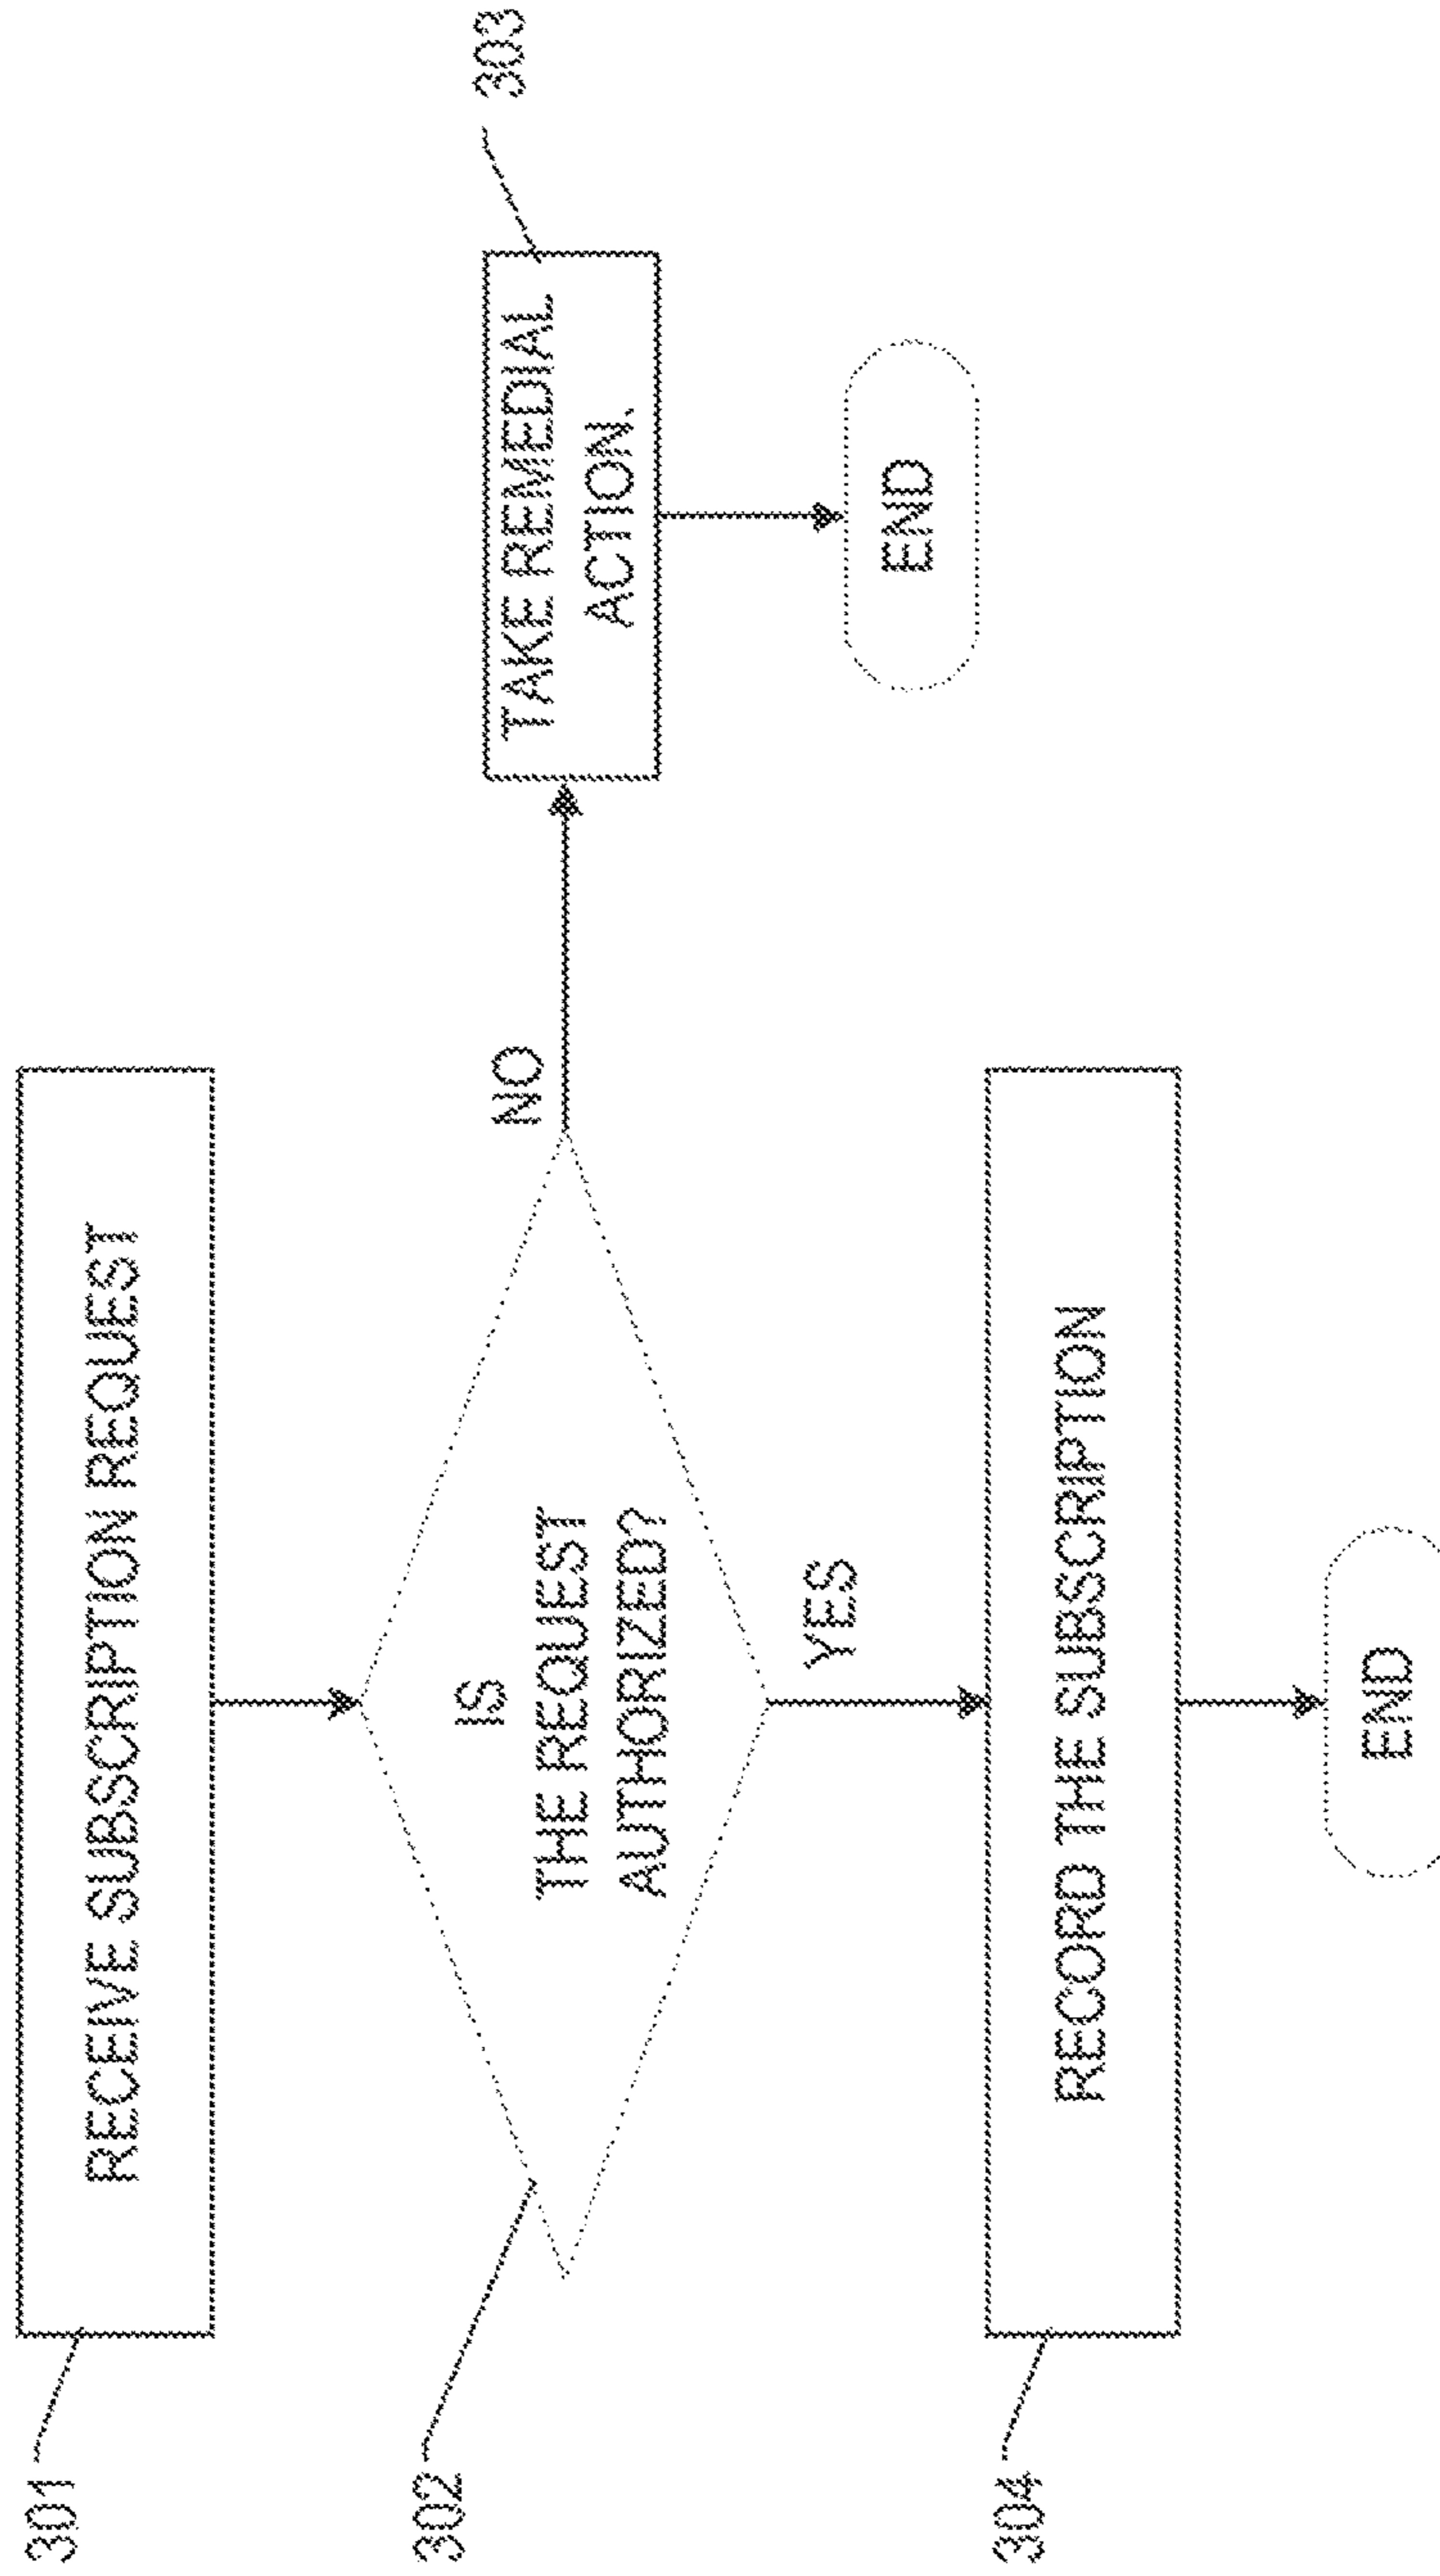 301
RECEIVE SUBSCRIPTION REQUEST
302
IS
THE REQUEST
AUTHORIZED?
NO
303
TAKE REMEDIAL
ACTION.
END
YES
304
RECORD THE SUBSCRIPTION
END